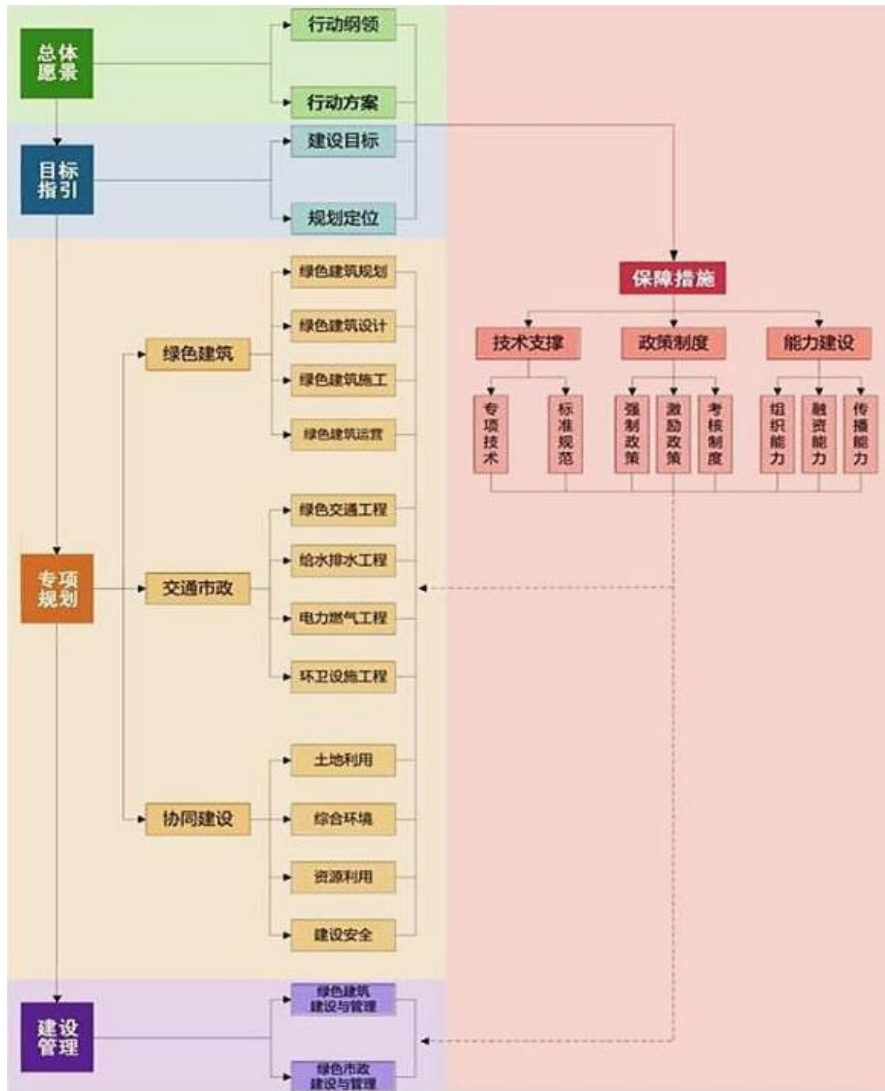 总体
愿景
行动纲领
行动方案
目标
指引
建设目标
规划定位
专项
规划
绿色建筑
绿色建筑规划
绿色建筑设计
绿色建筑施工
绿色建筑运营
交通市政
绿色交通工程
给水排水工程
电力燃气工程
环卫设施工程
协同建设
土地利用
综合环境
资源利用
建设安全
建设
管理
绿色建筑
建设与管理
绿色市政
建设与管理
保障措施
技术支撑
政策制度
能力建设
专项技术
标准规范
强制政策
激励政策
考核制度
组织能力
融资能力
传播能力